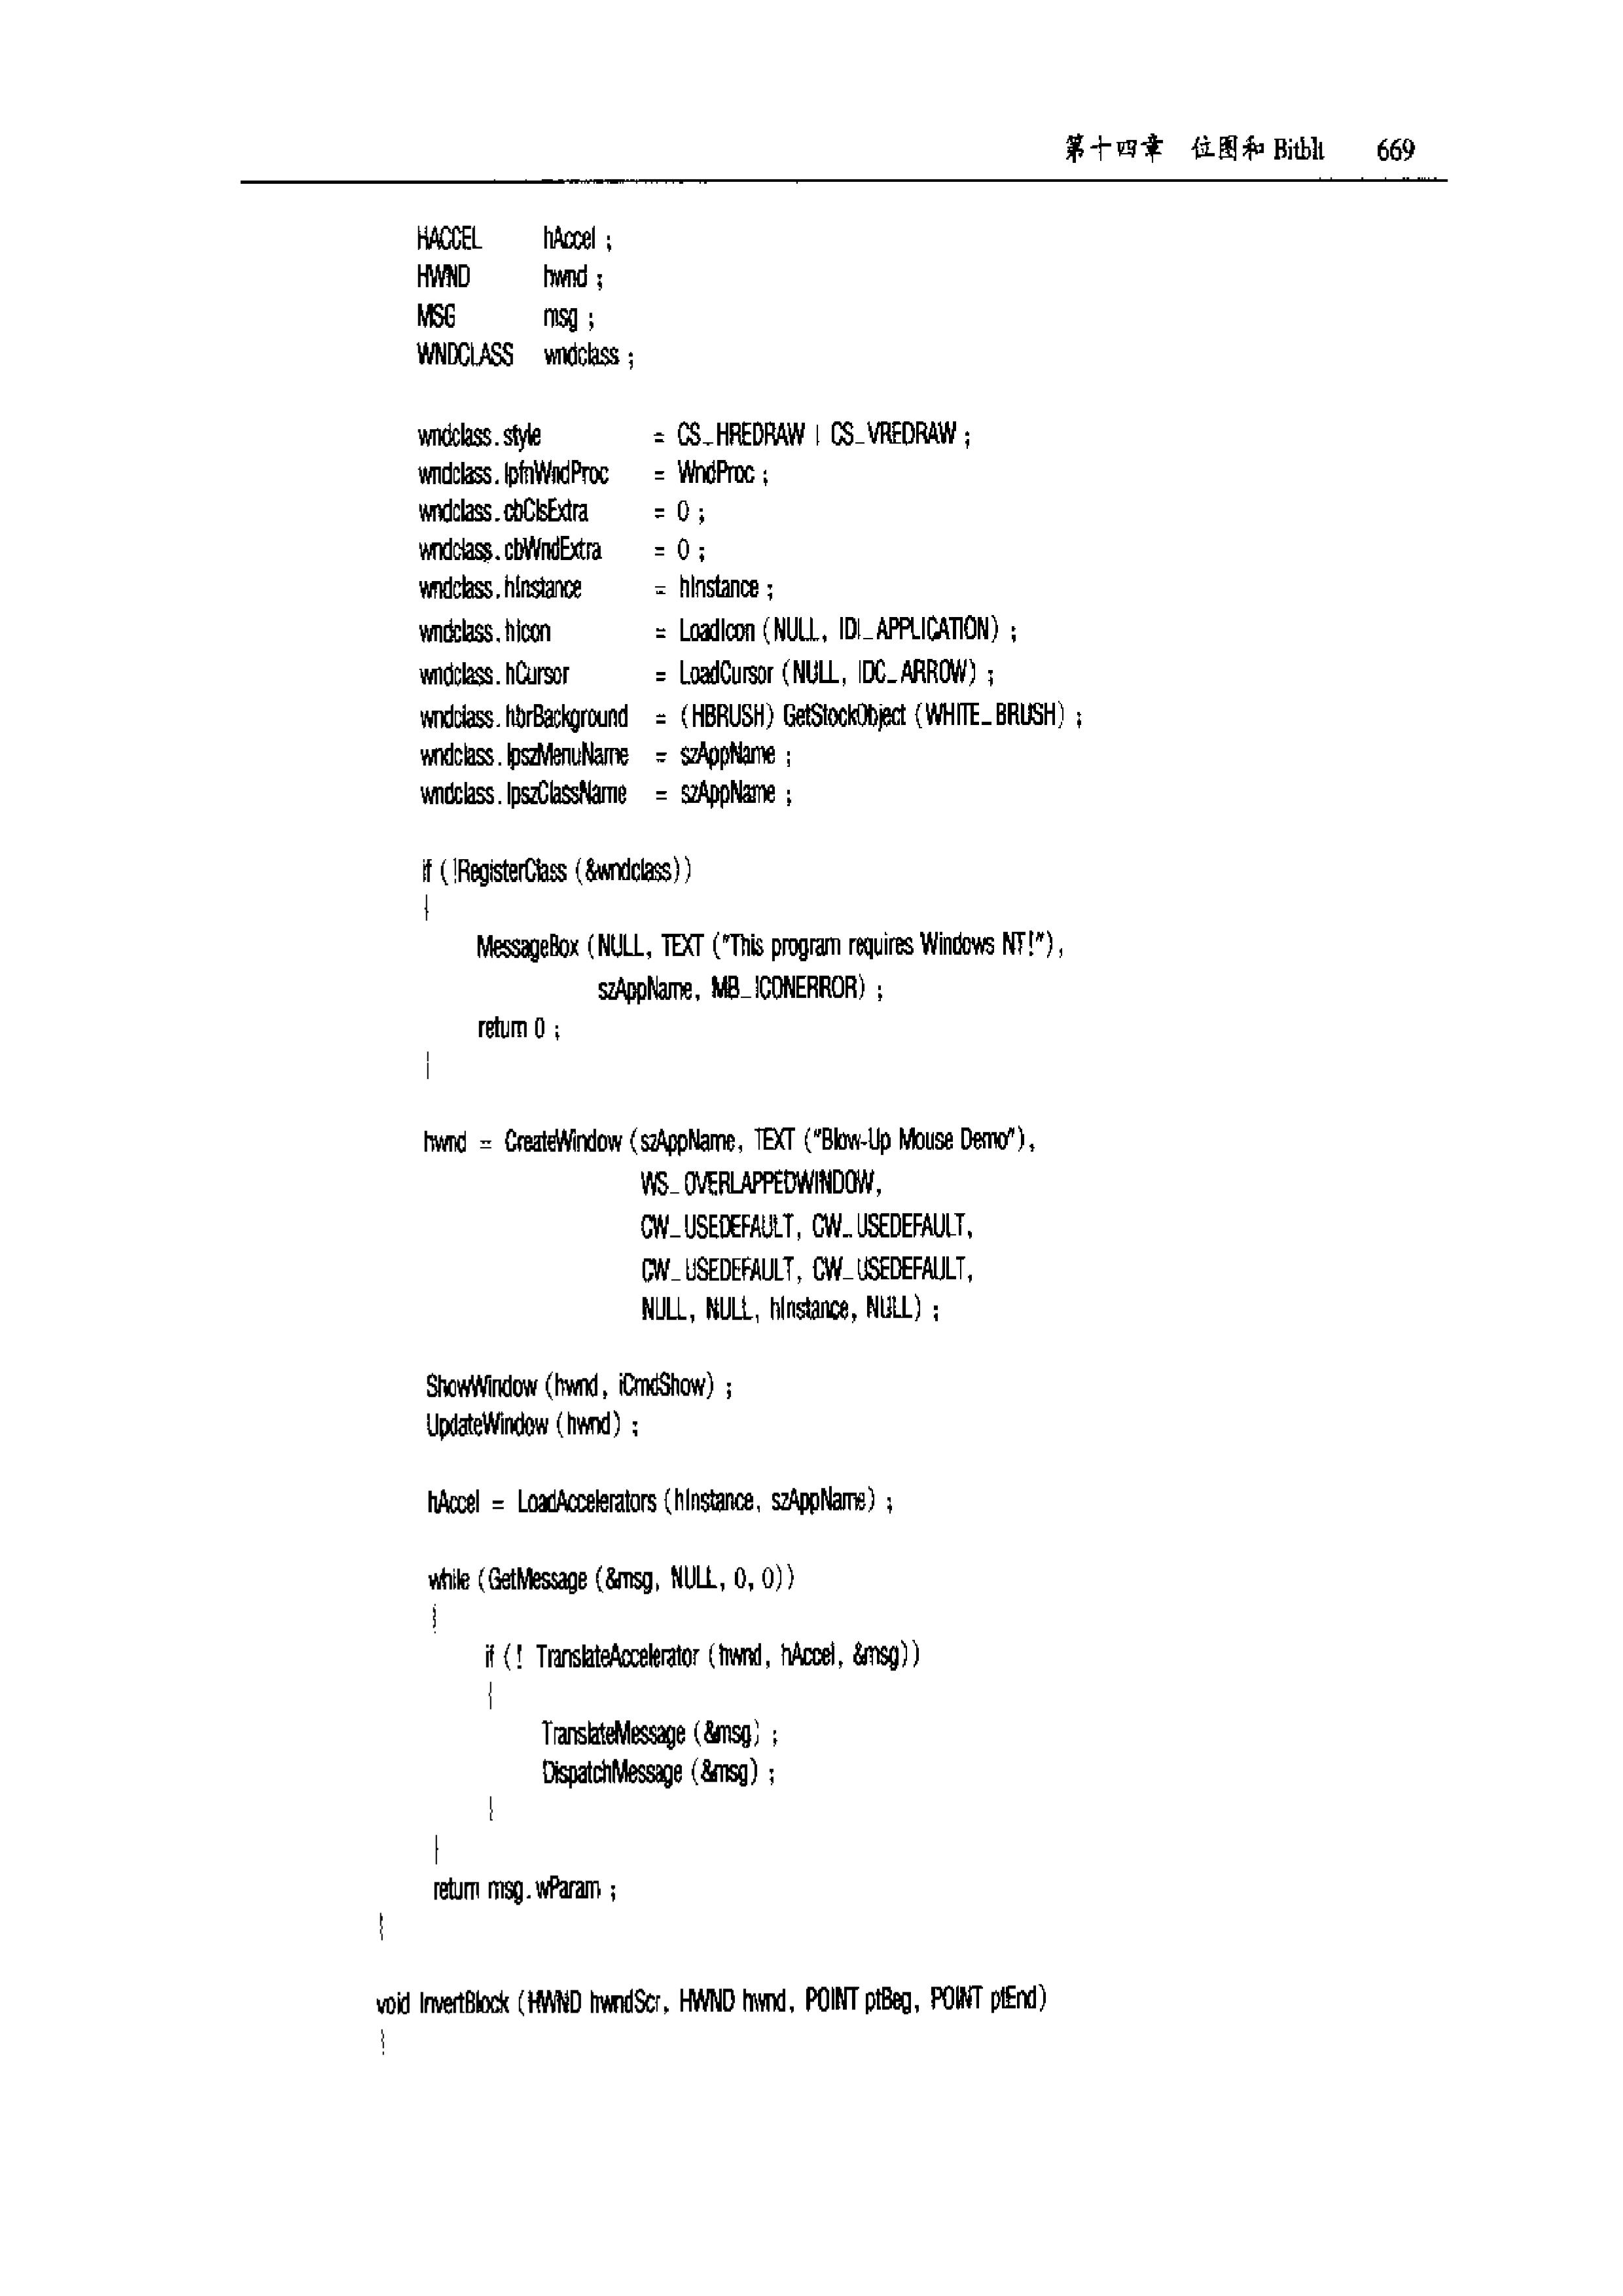 第十四章 位图和 Bitblt 669
HACCEL hAccel ;
HWND hwnd ;
MSG msg ;
WNDCLASS wndclass ;
wndclass.style = CS_HREDRAW | CS_VREDRAW ;
wndclass.lpfnWndProc = WndProc ;
wndclass.cbClsExtra = 0 ;
wndclass.cbWndExtra = 0 ;
wndclass.hInstance = hInstance ;
wndclass.hIcon = LoadIcon (NULL, IDI_APPLICATION) ;
wndclass.hCursor = LoadCursor (NULL, IDC_ARROW) ;
wndclass.hbrBackground = (HBRUSH) GetStockObject (WHITE_BRUSH) ;
wndclass.lpszMenuName = szAppName ;
wndclass.lpszClassName = szAppName ;
if (!RegisterClass (&wndclass))
{
MessageBox (NULL, TEXT ("This program requires Windows NT!"),
szAppName, MB_ICONERROR) ;
return 0 ;
}
hwnd = CreateWindow (szAppName, TEXT ("Blow-Up Mouse Demo"),
WS_OVERLAPPEDWINDOW,
CW_USEDEFAULT, CW_USEDEFAULT,
CW_USEDEFAULT, CW_USEDEFAULT,
NULL, NULL, hInstance, NULL) ;
ShowWindow (hwnd, iCmdShow) ;
UpdateWindow (hwnd) ;
hAccel = LoadAccelerators (hInstance, szAppName) ;
while (GetMessage (&msg, NULL, 0, 0))
{
if (! TranslateAccelerator (hwnd, hAccel, &msg))
{
TranslateMessage (&msg) ;
DispatchMessage (&msg) ;
}
}
return msg.wParam ;
}
void InvertBlock (HWND hwndScr, HWND hwnd, POINT ptBeg, POINT ptEnd)
{